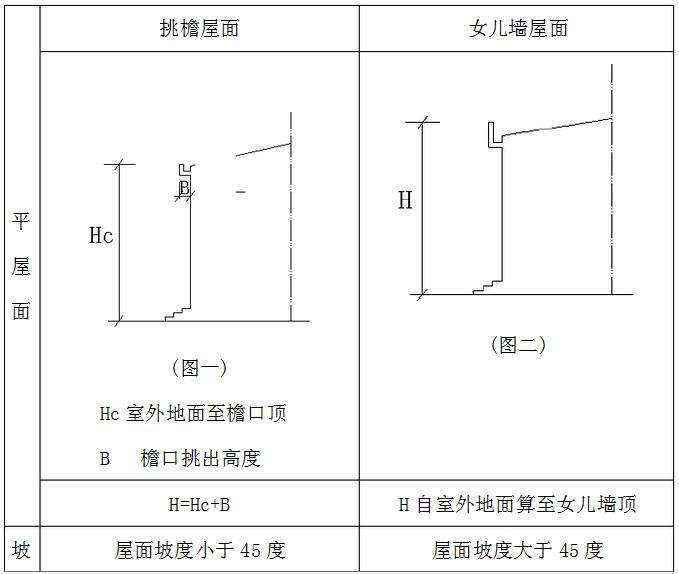 挑檐屋面
女儿墙屋面
平屋面
B
Hc
H
(图一)
(图二)
Hc 室外地面至檐口顶
B 檐口挑出高度
H=Hc+B
H 自室外地面算至女儿墙顶
坡
屋面坡度小于 45 度
屋面坡度大于 45 度